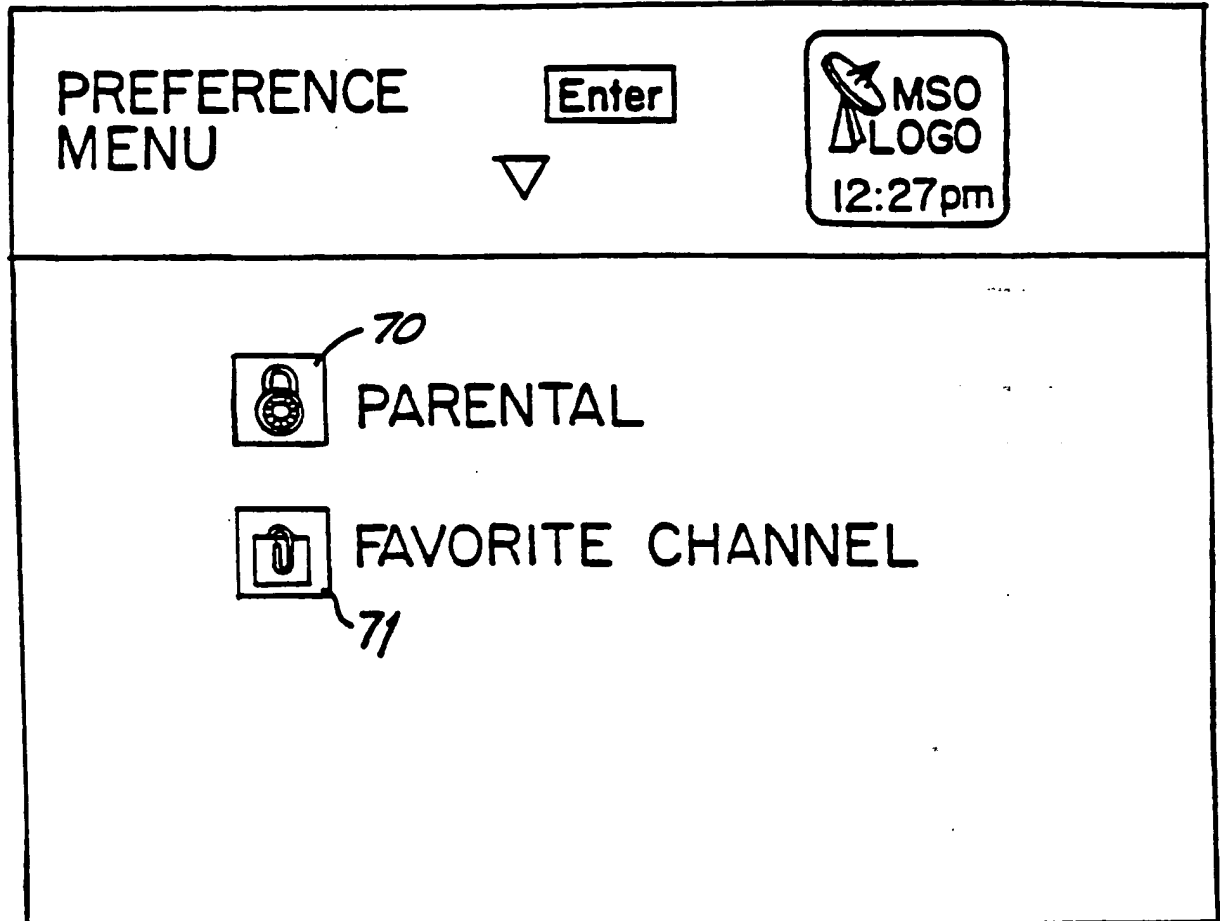 PREFERENCE
MENU
Enter
MSO
LOGO
12:27pm
70
PARENTAL
FAVORITE CHANNEL
71